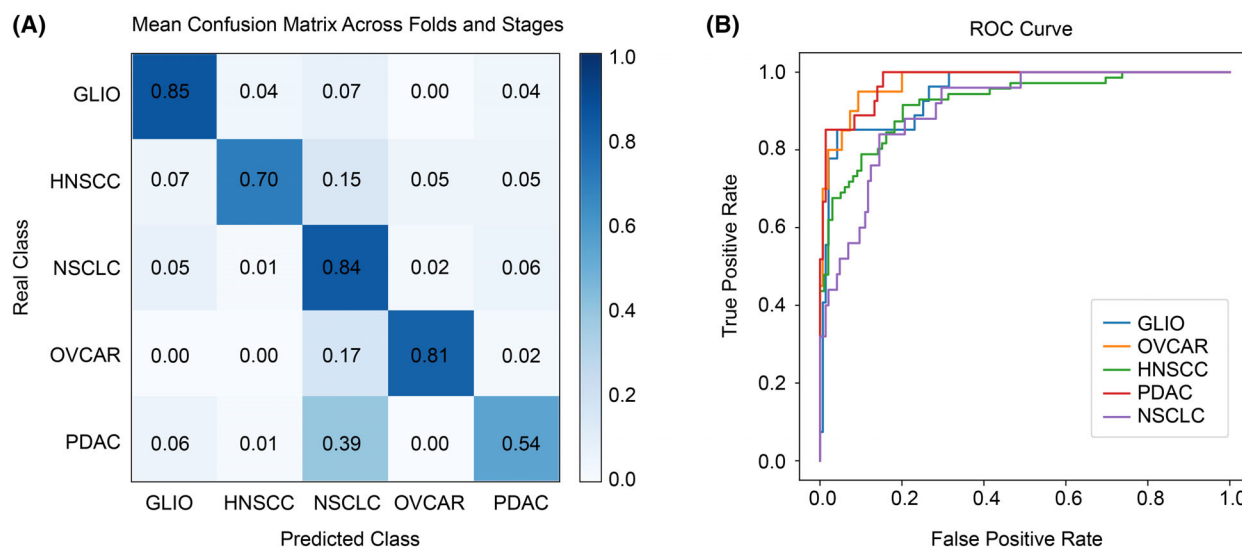 (A)
Mean Confusion Matrix Across Folds and Stages
Real Class
GLIO 0.85 0.04 0.07 0.00 0.04
HNSCC 0.07 0.70 0.15 0.05 0.05
NSCLC 0.05 0.01 0.84 0.02 0.06
OVCAR 0.00 0.00 0.17 0.81 0.02
PDAC 0.06 0.01 0.39 0.00 0.54
GLIO HNSCC NSCLC OVCAR PDAC
Predicted Class
1.0
0.8
0.6
0.4
0.2
0.0
(B)
ROC Curve
True Positive Rate
1.0
0.8
0.6
0.4
0.2
0.0
GLIO
OVCAR
HNSCC
PDAC
NSCLC
0.0 0.2 0.4 0.6 0.8 1.0
False Positive Rate